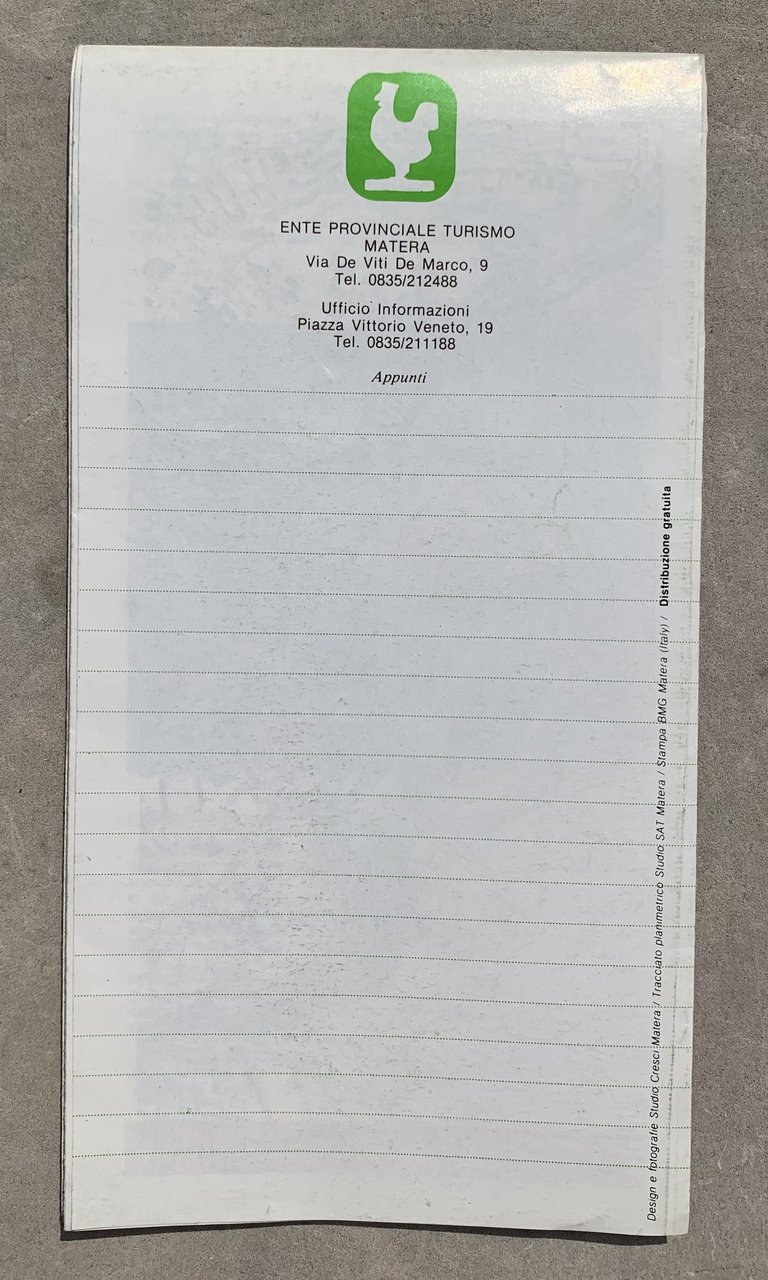 ENTE PROVINCIALE TURISMO
MATERA
Via De Viti De Marco, 9
Tel. 0835/212488
Ufficio Informazioni
Piazza Vittorio Veneto, 19
Tel. 0835/211188
Appunti
Design e fotografie Studio Cresci Matera / Tracciato planimetrico Studio SAT Matera / Stampa BMG Matera (Italy) / Distribuzione gratuita